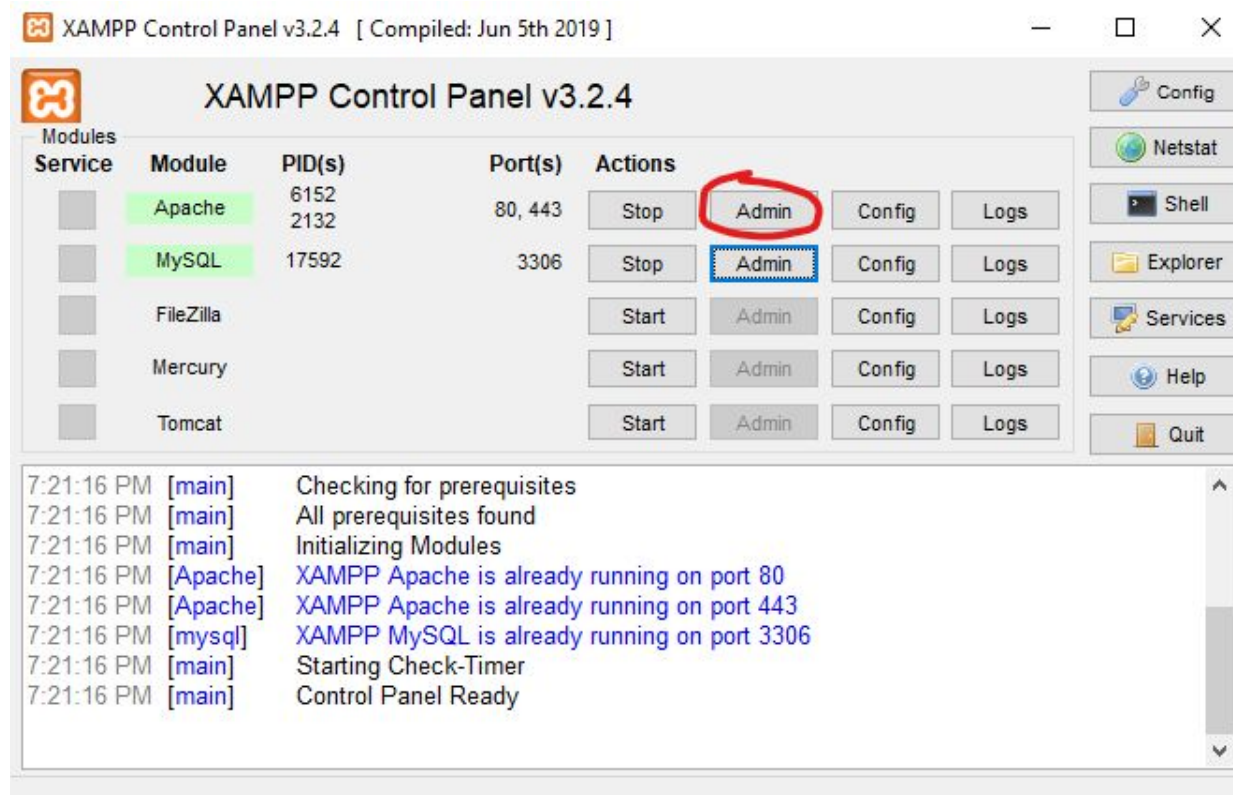 XAMPP Control Panel v3.2.4 [ Compiled: Jun 5th 2019 ]
XAMPP Control Panel v3.2.4
Config
Modules
Service Module PID(s) Port(s) Actions
Netstat
Apache 6152 2132 80, 443 Stop Admin Config Logs
Shell
MySQL 17592 3306 Stop Admin Config Logs
Explorer
FileZilla Start Admin Config Logs
Services
Mercury Start Admin Config Logs
Help
Tomcat Start Admin Config Logs
Quit
7:21:16 PM [main] Checking for prerequisites
7:21:16 PM [main] All prerequisites found
7:21:16 PM [main] Initializing Modules
7:21:16 PM [Apache] XAMPP Apache is already running on port 80
7:21:16 PM [Apache] XAMPP Apache is already running on port 443
7:21:16 PM [mysql] XAMPP MySQL is already running on port 3306
7:21:16 PM [main] Starting Check-Timer
7:21:16 PM [main] Control Panel Ready